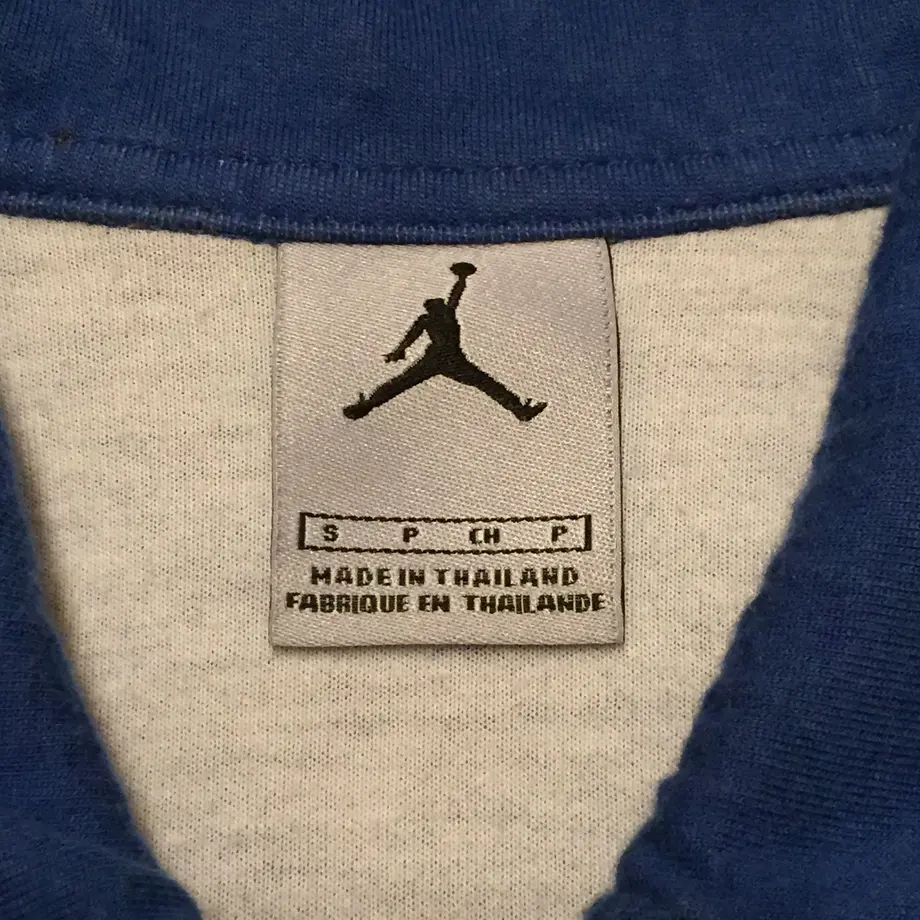 S P CH P
MADE IN THAILAND
FABRIQUE EN THAILANDE